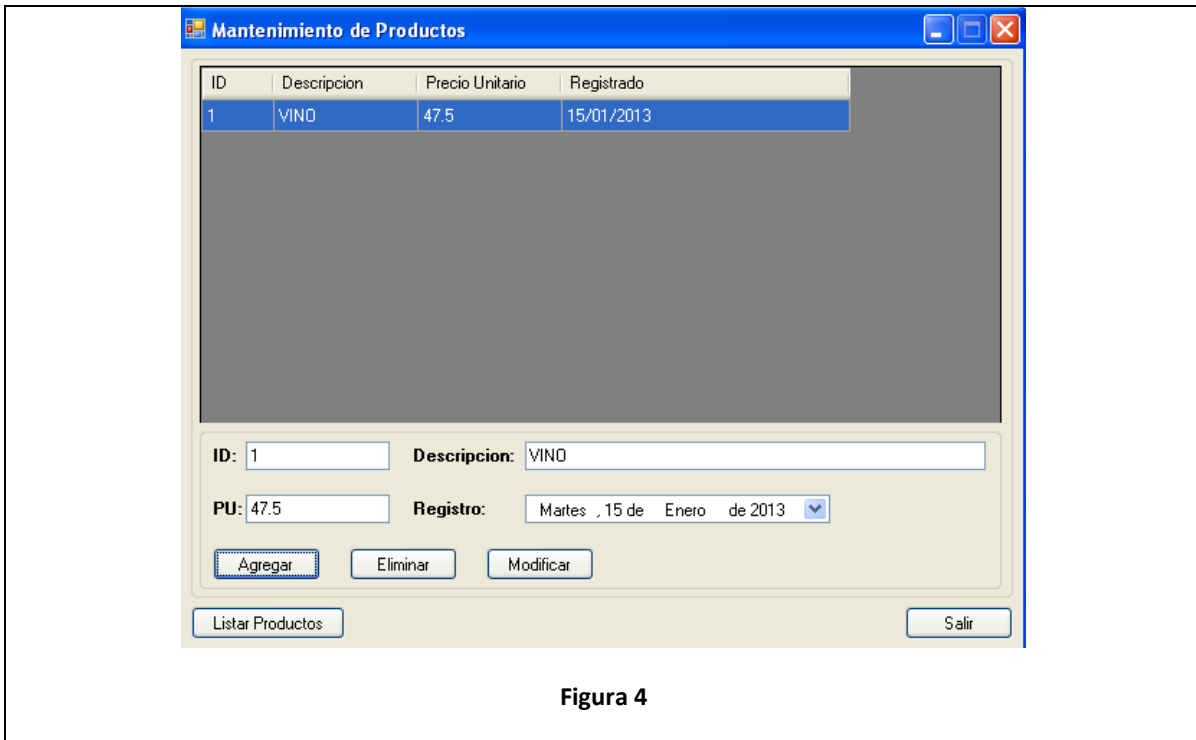 Mantenimiento de Productos
ID Descripcion Precio Unitario Registrado
1 VINO 47.5 15/01/2013
ID: 1 Descripcion: VINO
PU: 47.5 Registro: Martes , 15 de Enero de 2013
Agregar Eliminar Modificar
Listar Productos Salir
Figura 4